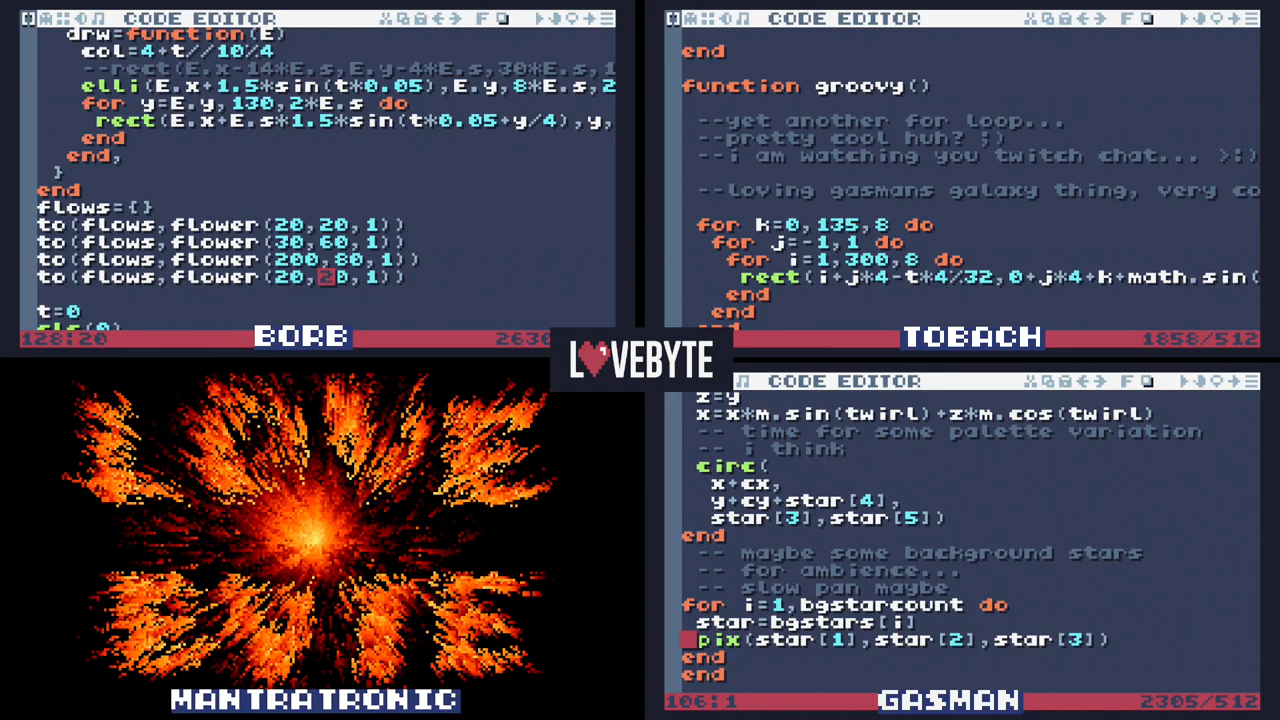 CODE EDITOR
F
drw=function(E)
col=4+t//10%4
--rect(E.x-14*E.s,E.y-4*E.s,30*E.s,1
elli(E.x+1.5*sin(t*0.05),E.y,8*E.s,2
for y=E.y,130,2*E.s do
rect(E.x+E.s*1.5*sin(t*0.05+y/4),y,
end
end,
}
end
flows={}
to(flows,flower(20,20,1))
to(flows,flower(30,60,1))
to(flows,flower(200,80,1))
to(flows,flower(20,20,1))
t=0
cls(0)
128:20
BORB
2630
CODE EDITOR
F
end
function groovy()
--yet another for loop...
--pretty cool huh? ;)
--i am watching you twitch chat... >:)
--loving gasmans galaxy thing, very co
for k=0,135,8 do
for j=-1,1 do
for i=1,300,8 do
rect(i+j*4-t*4%32,0+j*4+k+math.sin(
end
end
TOBACH
1858/512
LOVEBYTE
MANTRATRONIC
CODE EDITOR
F
z=y
x=x*m.sin(twirl)+z*m.cos(twirl)
-- time for some palette variation
-- i think
circ(
x+cx,
y+cy+star[4],
star[3],star[5])
end
-- maybe some background stars
-- for ambience...
-- slow pan maybe
for i=1,bgstarcount do
star=bgstars[i]
pix(star[1],star[2],star[3])
end
end
106:1
GASMAN
2305/512